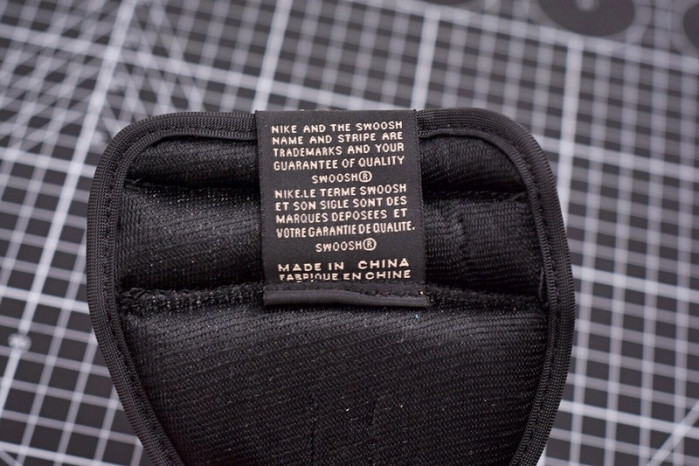 NIKE AND THE SWOOSH
NAME AND STRIPE ARE
TRADEMARKS AND YOUR
GUARANTEE OF QUALITY
SWOOSH®
NIKE.LE TERME SWOOSH
ET SON SIGLE SONT DES
MARQUES DEPOSEES ET
VOTRE GARANTIE DE QUALITE.
SWOOSH®
MADE IN CHINA
FABRIQUE EN CHINE